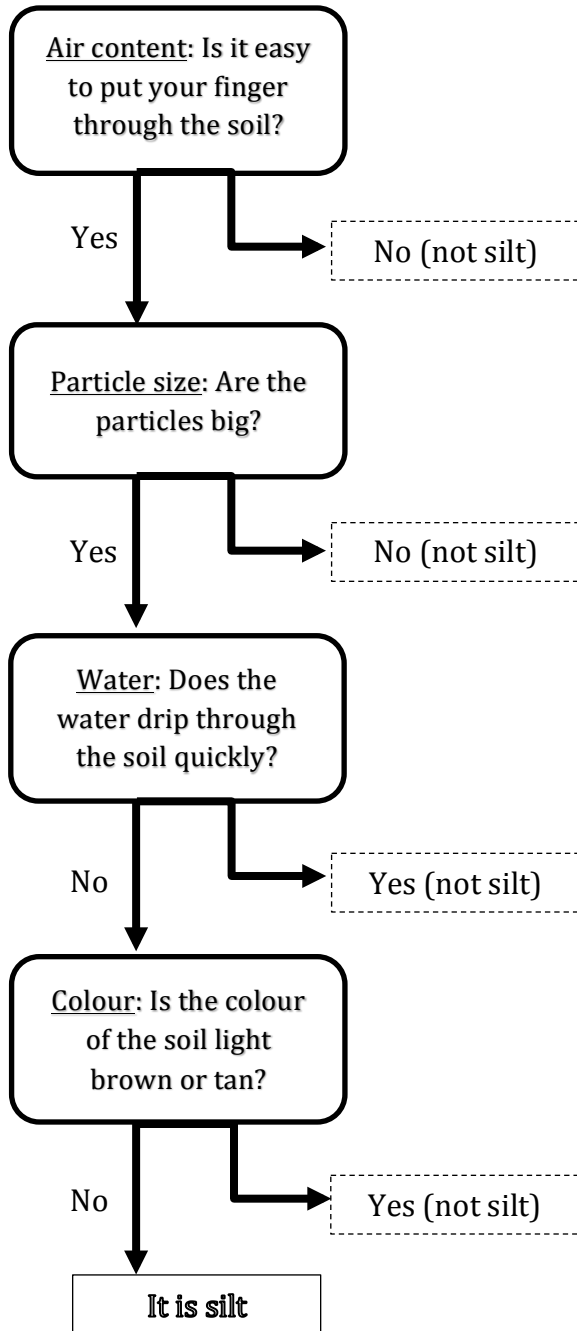 Air content: Is it easy
to put your finger
through the soil?
Yes
No (not silt)
Particle size: Are the
particles big?
Yes
No (not silt)
Water: Does the
water drip through
the soil quickly?
No
Yes (not silt)
Colour: Is the colour
of the soil light
brown or tan?
No
Yes (not silt)
It is silt